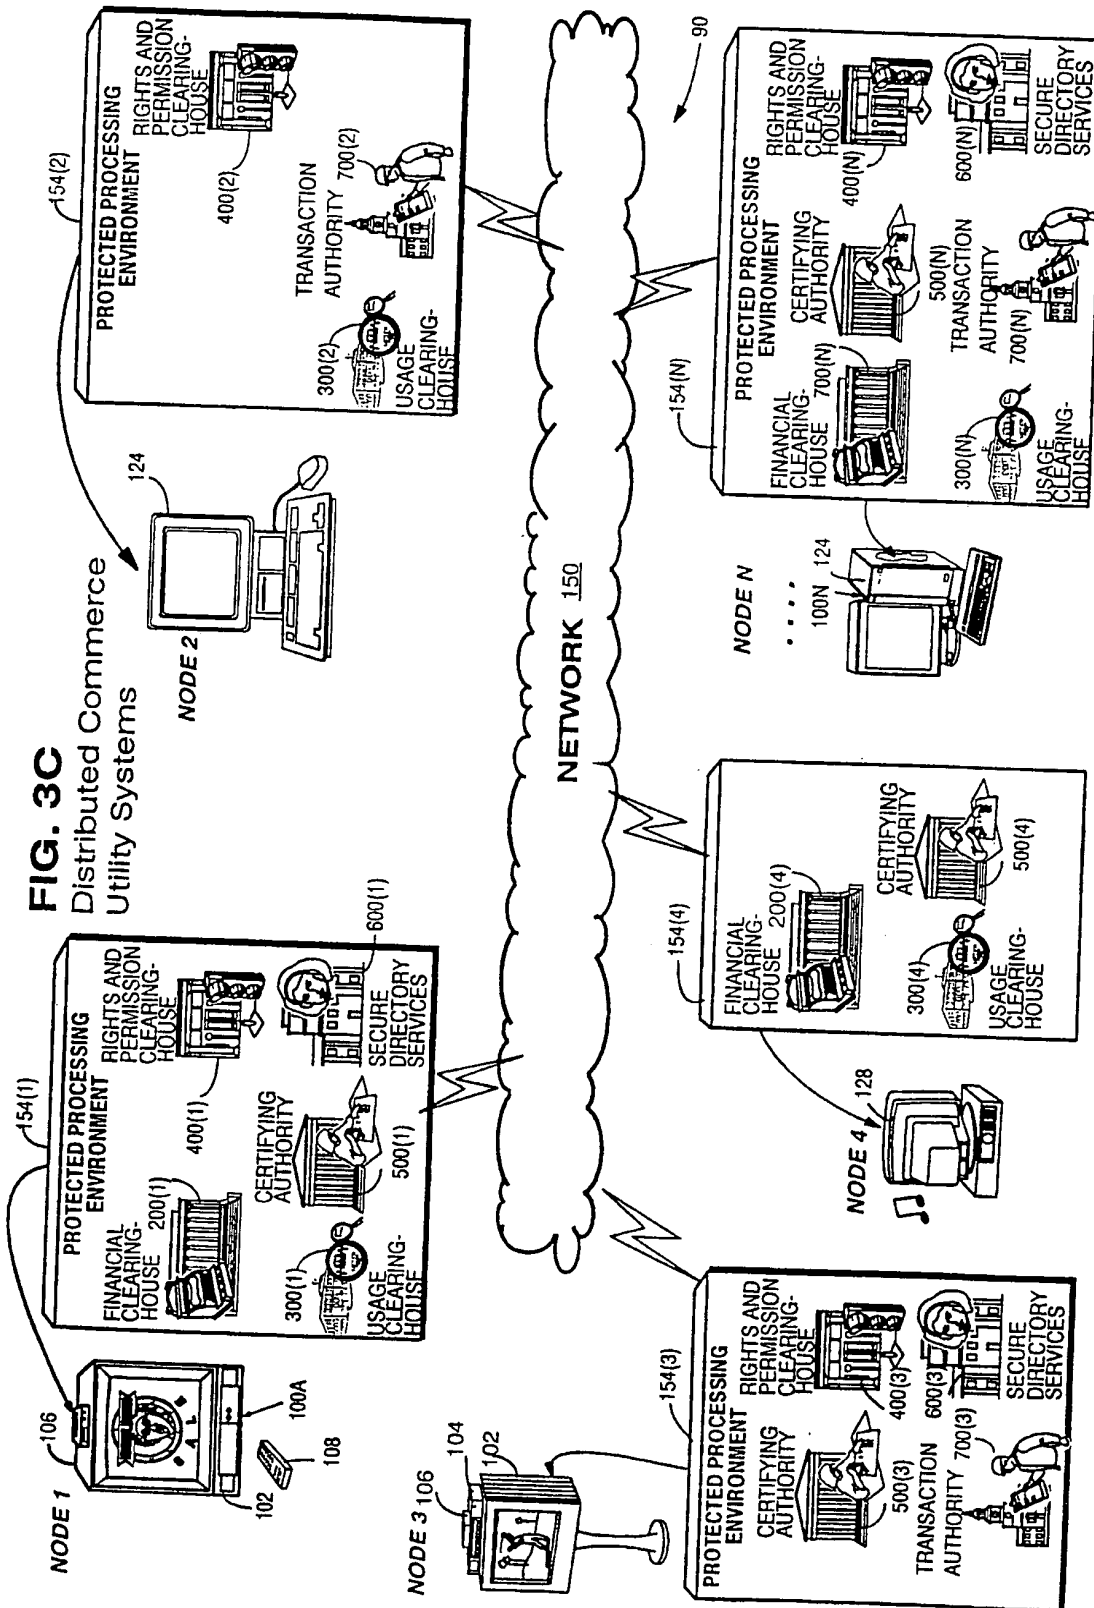 FIG. 3C
Distributed Commerce
Utility Systems
NODE 1
106
102
100A
108
154(1)
PROTECTED PROCESSING
ENVIRONMENT
FINANCIAL
CLEARING-
HOUSE
200(1)
RIGHTS AND
PERMISSION
CLEARING-
HOUSE
400(1)
300(1)
USAGE
CLEARING-
HOUSE
CERTIFYING
AUTHORITY
500(1)
600(1)
SECURE
DIRECTORY
SERVICES
NODE 2
124
154(2)
PROTECTED PROCESSING
ENVIRONMENT
RIGHTS AND
PERMISSION
CLEARING-
HOUSE
400(2)
300(2)
USAGE
CLEARING-
HOUSE
TRANSACTION
AUTHORITY
700(2)
NETWORK 150
90
NODE 3
106
104
102
154(3)
PROTECTED PROCESSING
ENVIRONMENT
CERTIFYING
AUTHORITY
500(3)
RIGHTS AND
PERMISSION
CLEARING-
HOUSE
400(3)
TRANSACTION
AUTHORITY
700(3)
600(3)
SECURE
DIRECTORY
SERVICES
NODE 4
128
154(4)
FINANCIAL
CLEARING-
HOUSE
200(4)
300(4)
USAGE
CLEARING-
HOUSE
CERTIFYING
AUTHORITY
500(4)
NODE N
. . . .
100N
124
154(N)
PROTECTED PROCESSING
ENVIRONMENT
FINANCIAL
CLEARING-
HOUSE
700(N)
CERTIFYING
AUTHORITY
500(N)
RIGHTS AND
PERMISSION
CLEARING-
HOUSE
400(N)
300(N)
USAGE
CLEARING-
HOUSE
TRANSACTION
AUTHORITY
700(N)
600(N)
SECURE
DIRECTORY
SERVICES